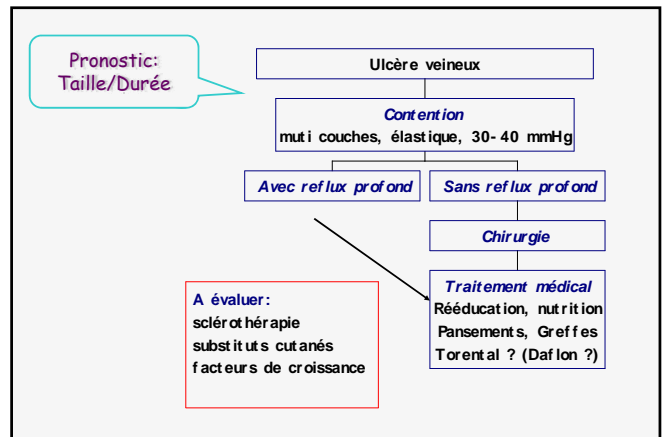 Pronostic:
Taille/Durée
Ulcère veineux
Contention
muti couches, élastique, 30-40 mmHg
Avec reflux profond
Sans reflux profond
Chirurgie
Traitement médical
Rééducation, nutrition
Pansements, Greffes
Torental ? (Daflon ?)
A évaluer:
sclérothérapie
substituts cutanés
facteurs de croissance